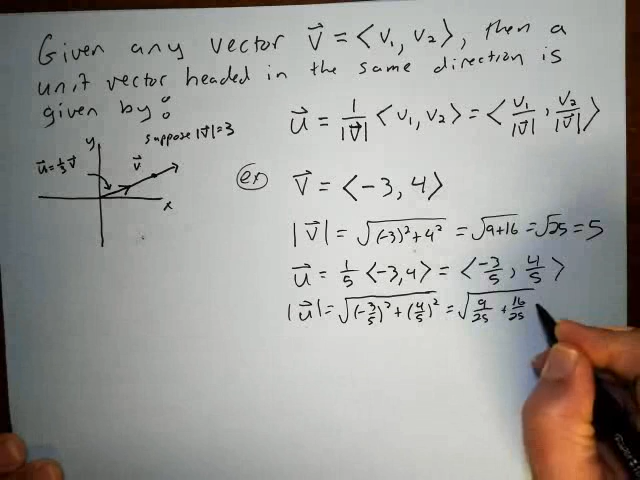 Given any vector v⃗ = ⟨v₁, v₂⟩, then a
unit vector headed in the same direction is
given by:
u⃗ = 1/|v⃗| ⟨v₁, v₂⟩ = ⟨v₁/|v⃗|, v₂/|v⃗|⟩
suppose |v⃗|=3
y
u⃗=⅓v⃗
v⃗
x
ex
v⃗ = ⟨-3, 4⟩
|v⃗| = √((-3)²+4²) = √(9+16) = √25 = 5
u⃗ = 1/5 ⟨-3,4⟩ = ⟨-3/5, 4/5⟩
|u⃗| = √((-3/5)²+(4/5)²) = √(9/25 + 16/25)